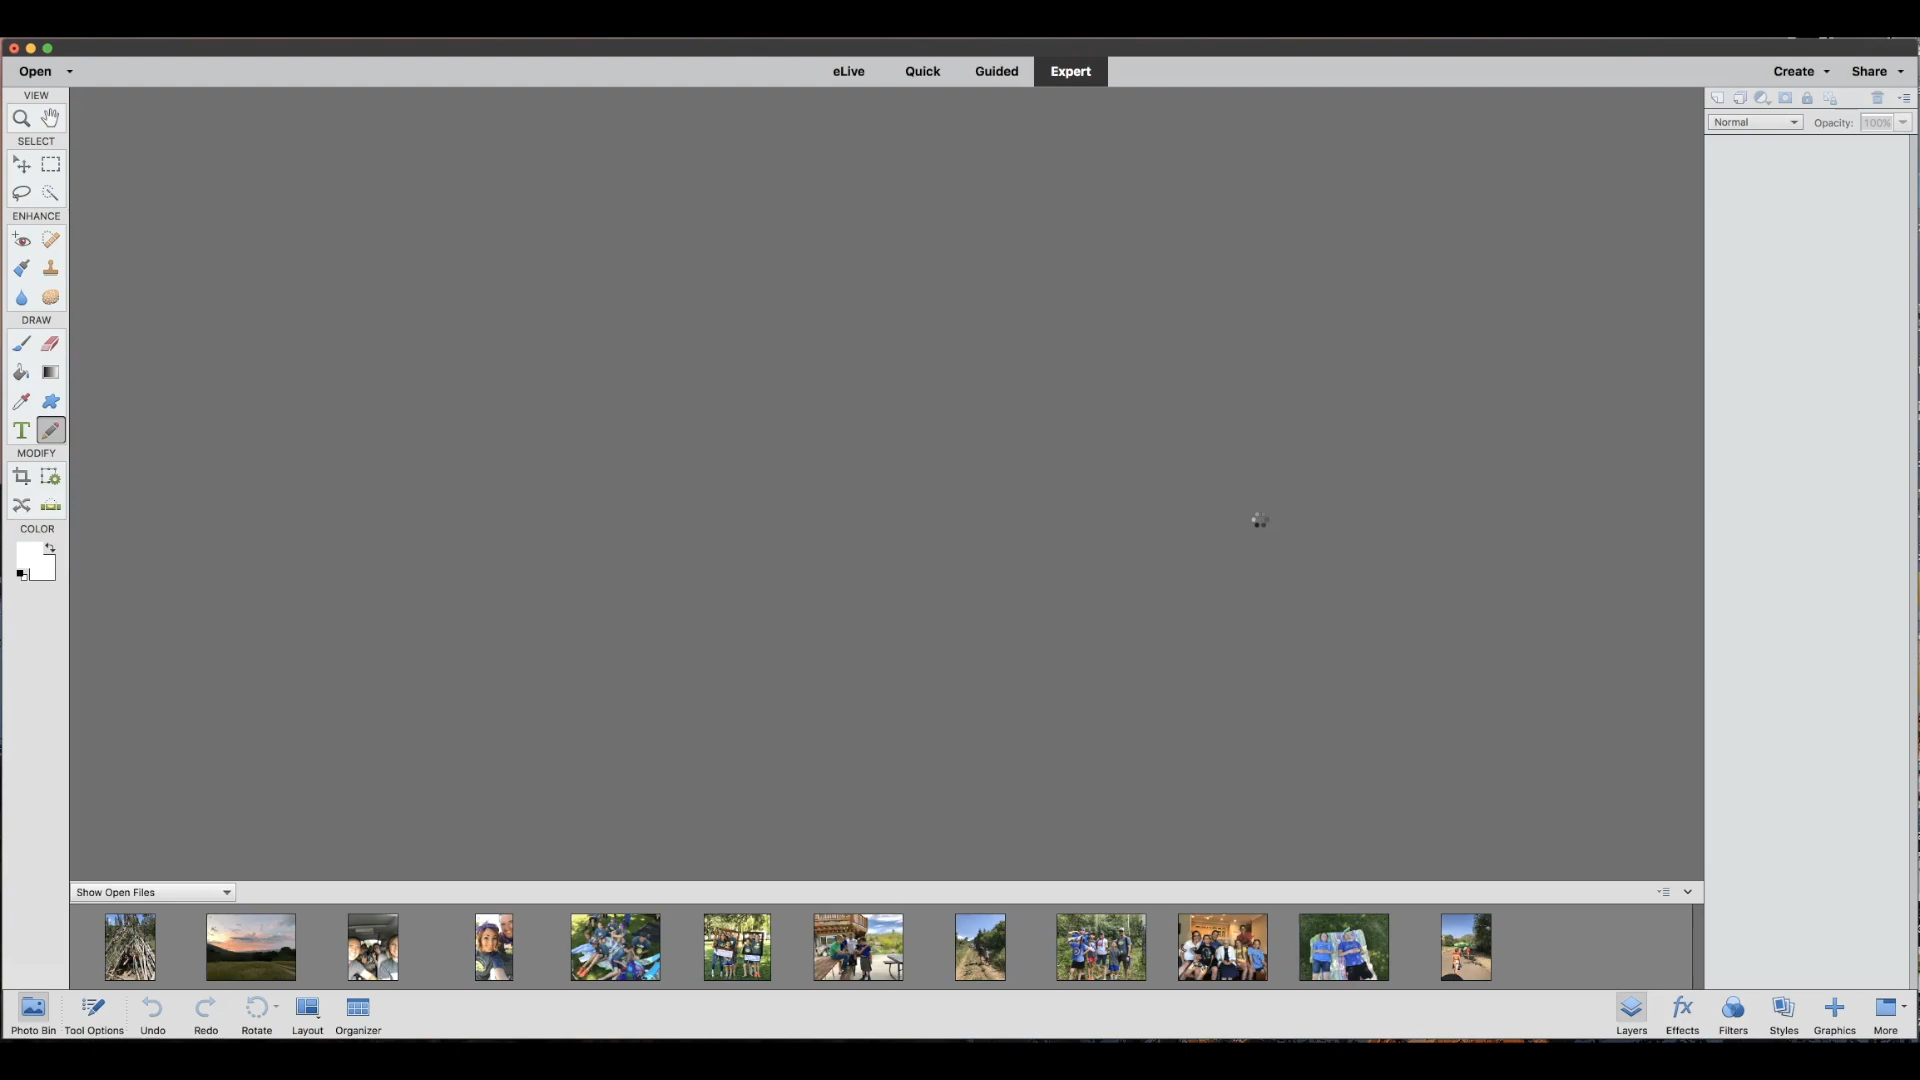 Open
eLive Quick Guided Expert
Create Share
VIEW
Normal Opacity: 100%
SELECT
ENHANCE
DRAW
T
MODIFY
COLOR
Show Open Files
Photo Bin Tool Options Undo Redo Rotate Layout Organizer
fx
Layers Effects Filters Styles Graphics More